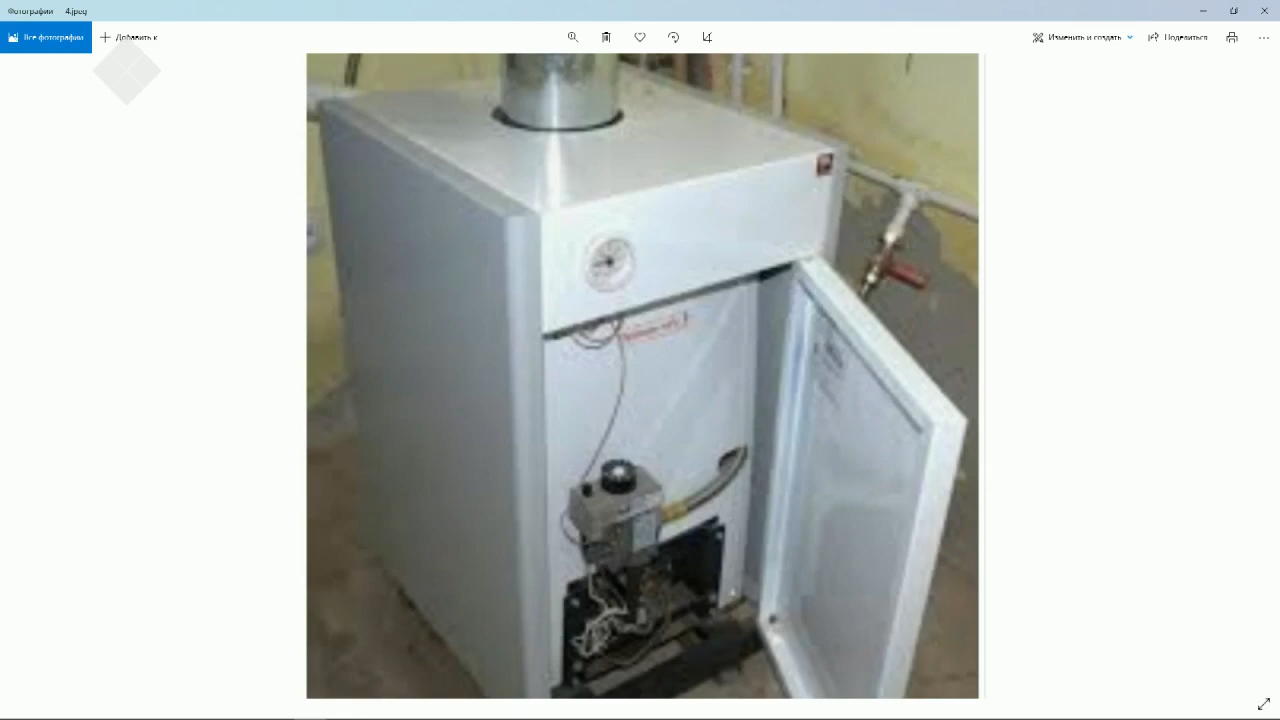 Фотографии - 4.jpeg
Все фотографии
Добавить к
Изменить и создать
Поделиться